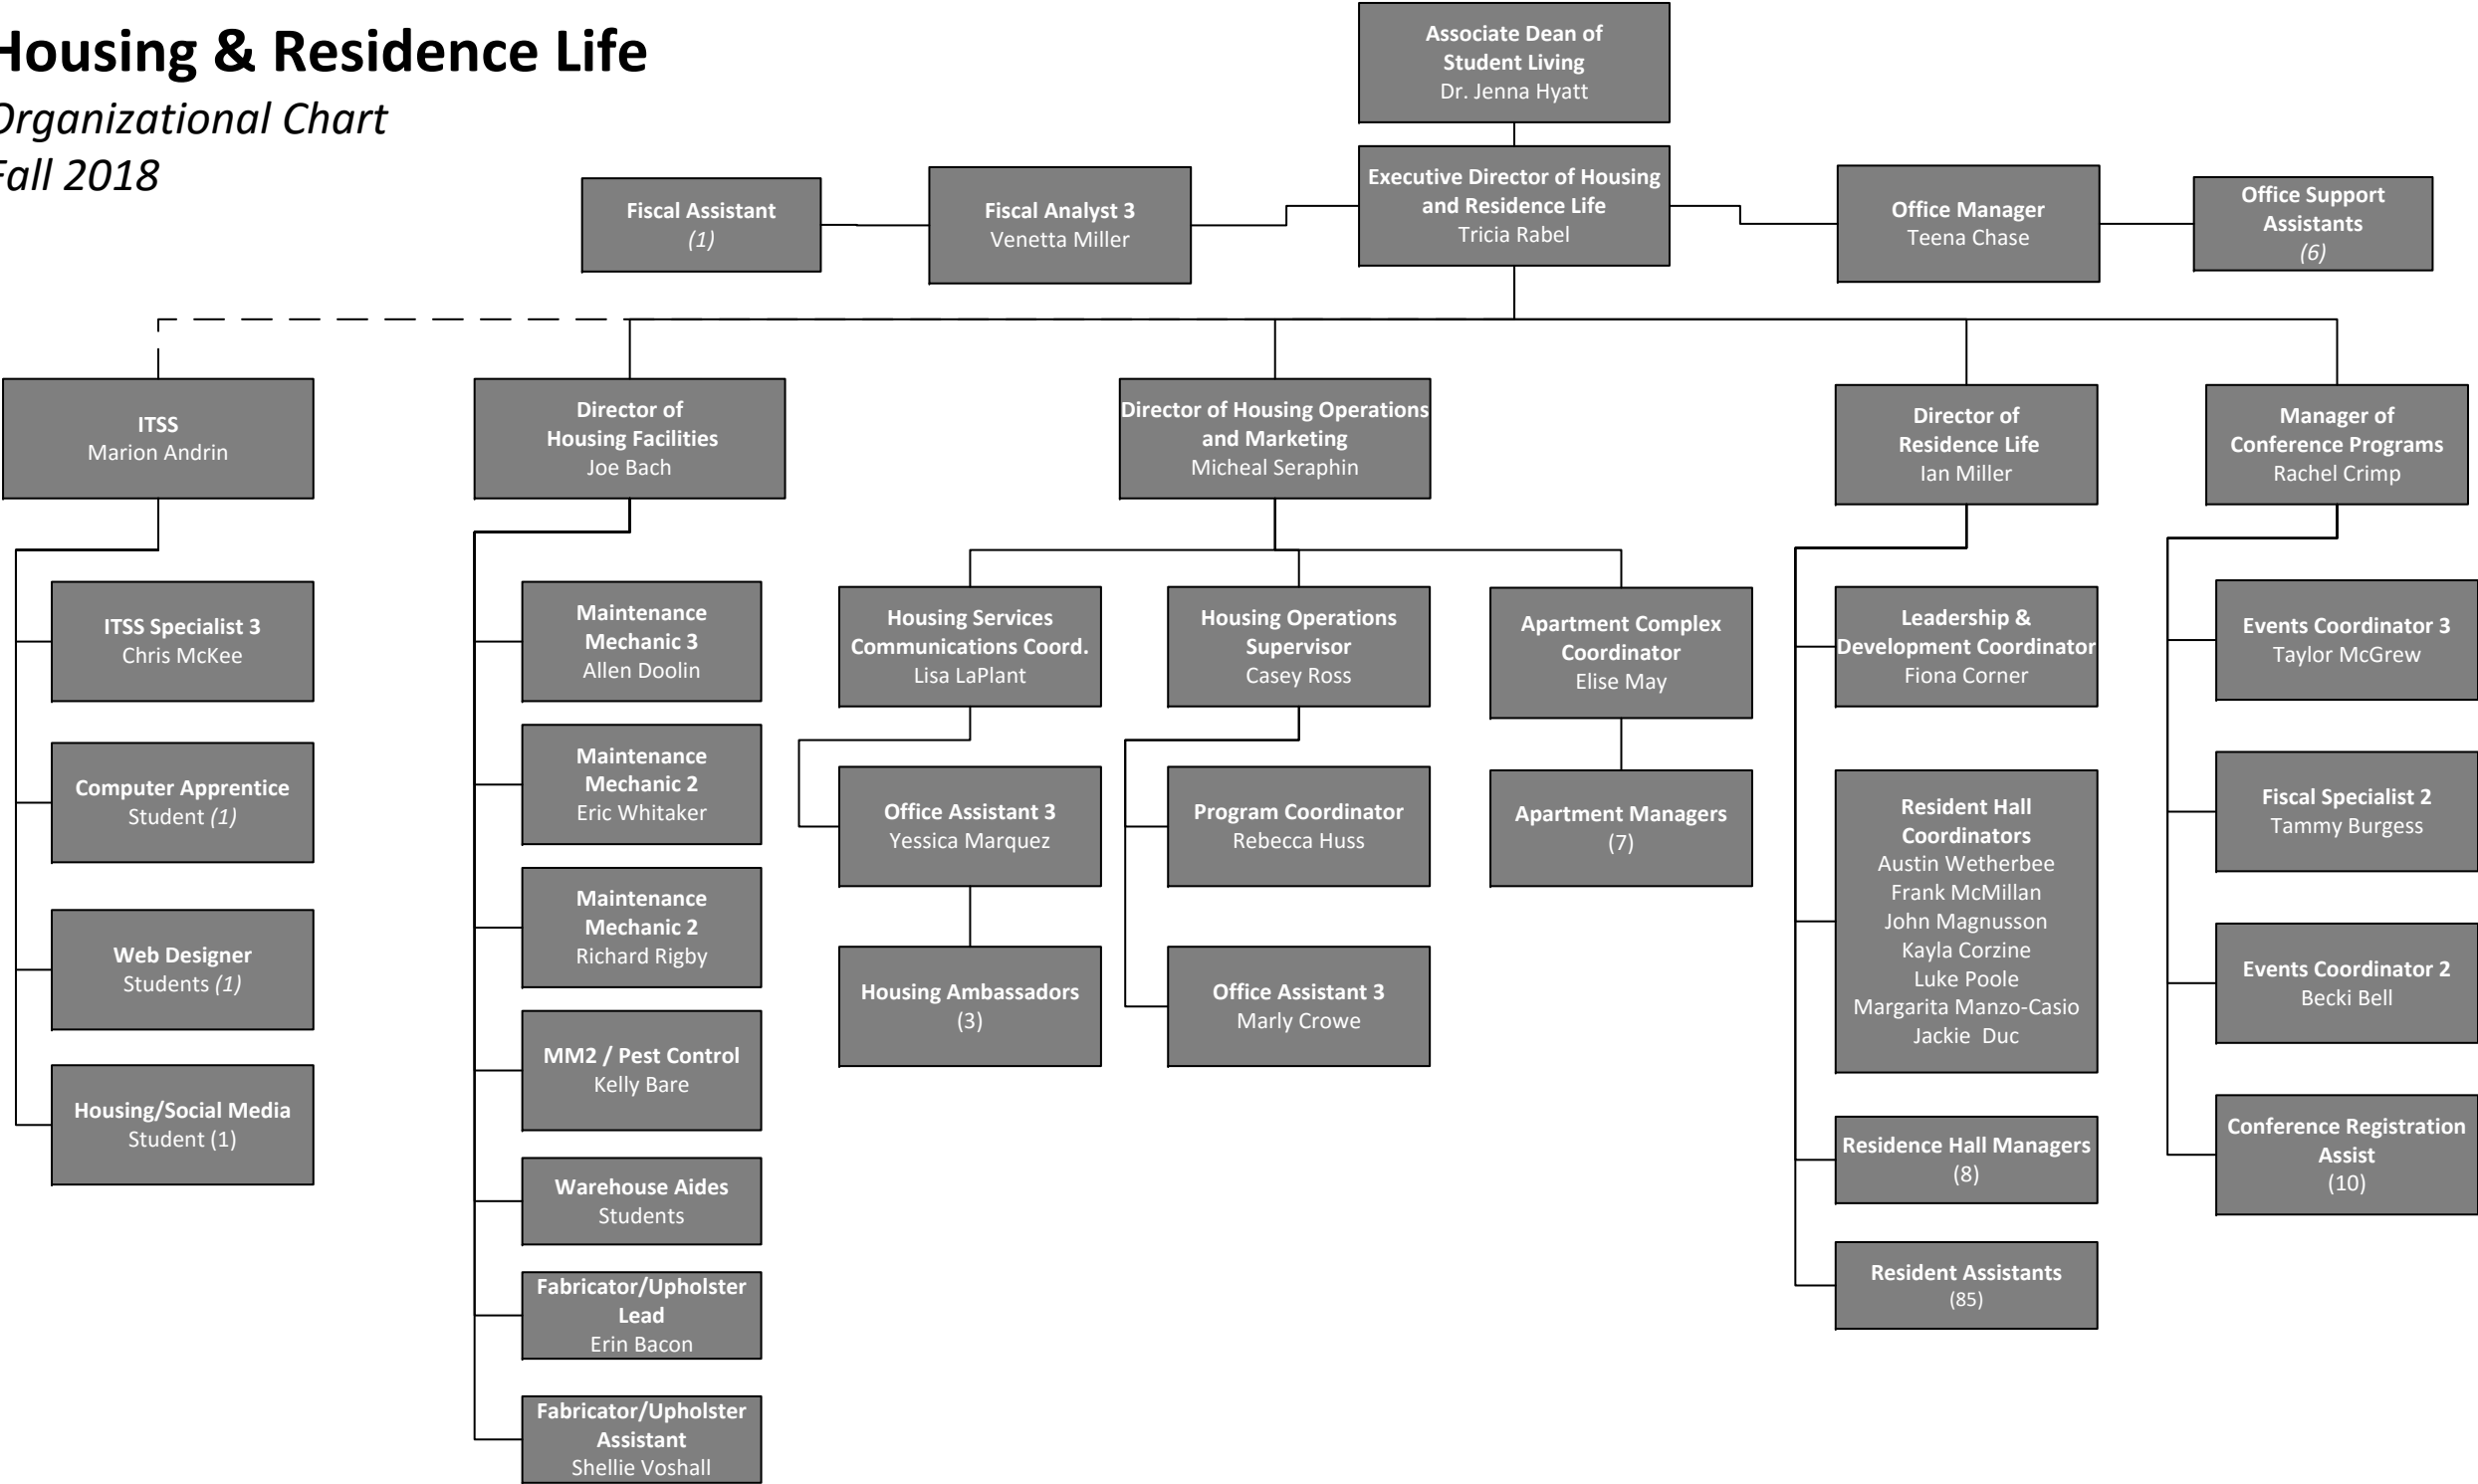 Housing & Residence Life
Organizational Chart
Fall 2018
Associate Dean of
Student Living
Dr. Jenna Hyatt
Fiscal Assistant
(1)
Fiscal Analyst 3
Venetta Miller
Executive Director of Housing
and Residence Life
Tricia Rabel
Office Manager
Teena Chase
Office Support
Assistants
(6)
ITSS
Marion Andrin
Director of
Housing Facilities
Joe Bach
Director of Housing Operations
and Marketing
Micheal Seraphin
Director of
Residence Life
Ian Miller
Manager of
Conference Programs
Rachel Crimp
ITSS Specialist 3
Chris McKee
Computer Apprentice
Student (1)
Web Designer
Students (1)
Housing/Social Media
Student (1)
Maintenance
Mechanic 3
Allen Doolin
Maintenance
Mechanic 2
Eric Whitaker
Maintenance
Mechanic 2
Richard Rigby
MM2 / Pest Control
Kelly Bare
Warehouse Aides
Students
Fabricator/Upholster
Lead
Erin Bacon
Fabricator/Upholster
Assistant
Shellie Voshall
Housing Services
Communications Coord.
Lisa LaPlant
Office Assistant 3
Yessica Marquez
Housing Ambassadors
(3)
Housing Operations
Supervisor
Casey Ross
Program Coordinator
Rebecca Huss
Office Assistant 3
Marly Crowe
Apartment Complex
Coordinator
Elise May
Apartment Managers
(7)
Leadership &
Development Coordinator
Fiona Corner
Resident Hall
Coordinators
Austin Wetherbee
Frank McMillan
John Magnusson
Kayla Corzine
Luke Poole
Margarita Manzo-Casio
Jackie Duc
Residence Hall Managers
(8)
Resident Assistants
(85)
Events Coordinator 3
Taylor McGrew
Fiscal Specialist 2
Tammy Burgess
Events Coordinator 2
Becki Bell
Conference Registration
Assist
(10)